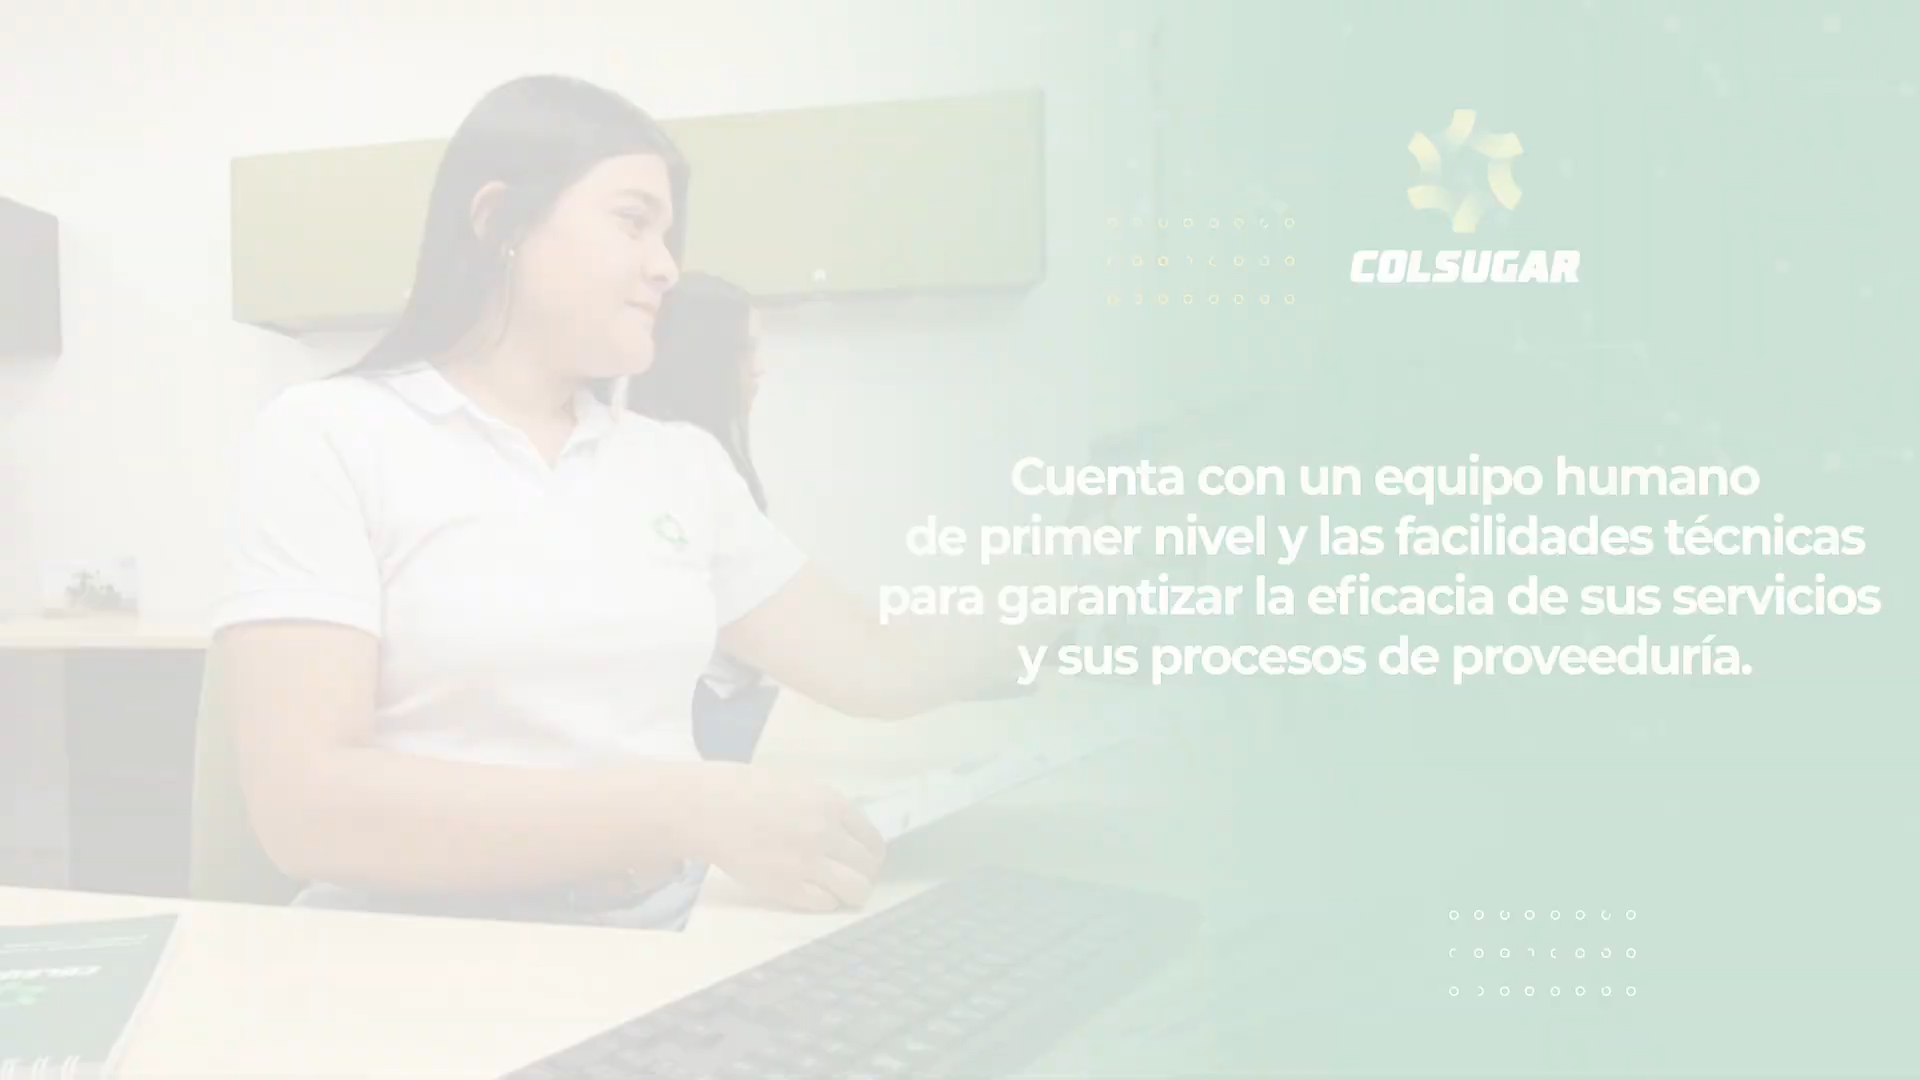 COLSUGAR
Cuenta con un equipo humano
de primer nivel y las facilidades técnicas
para garantizar la eficacia de sus servicios
y sus procesos de proveeduría.